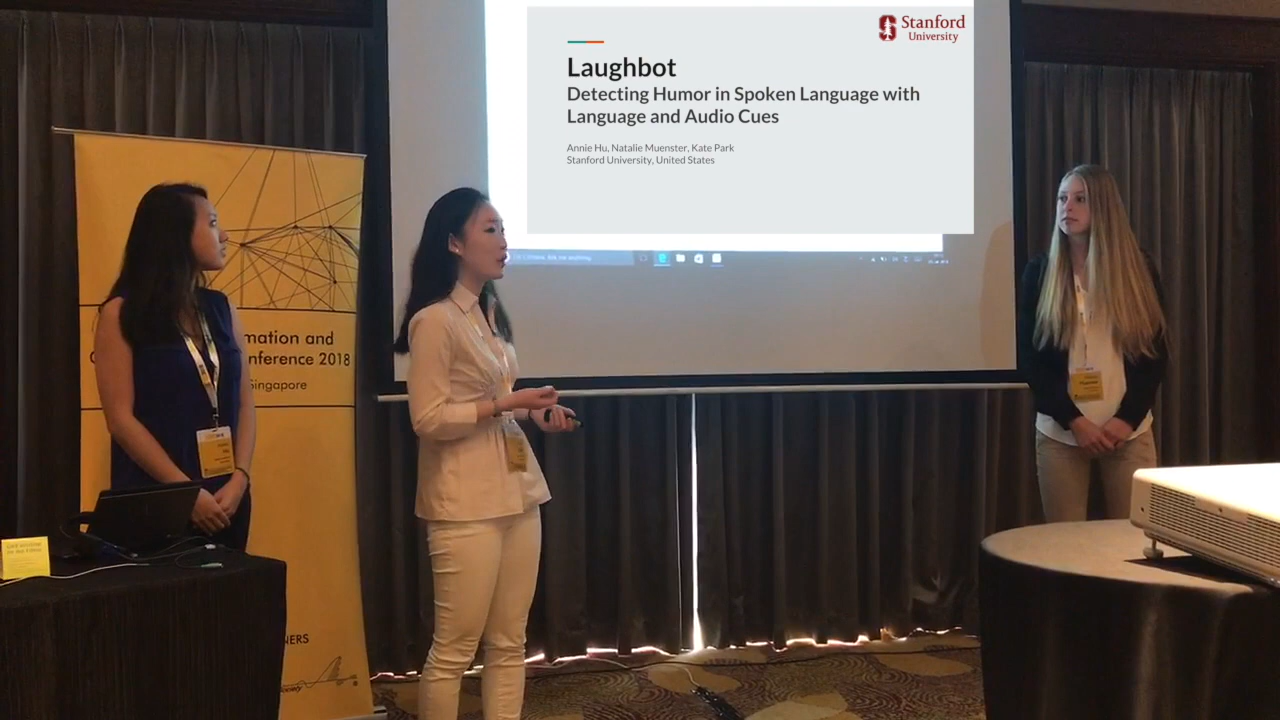 Stanford
University
Laughbot
Detecting Humor in Spoken Language with
Language and Audio Cues
Annie Hu, Natalie Muenster, Kate Park
Stanford University, United States
mation and
nference 2018
Singapore
NERS